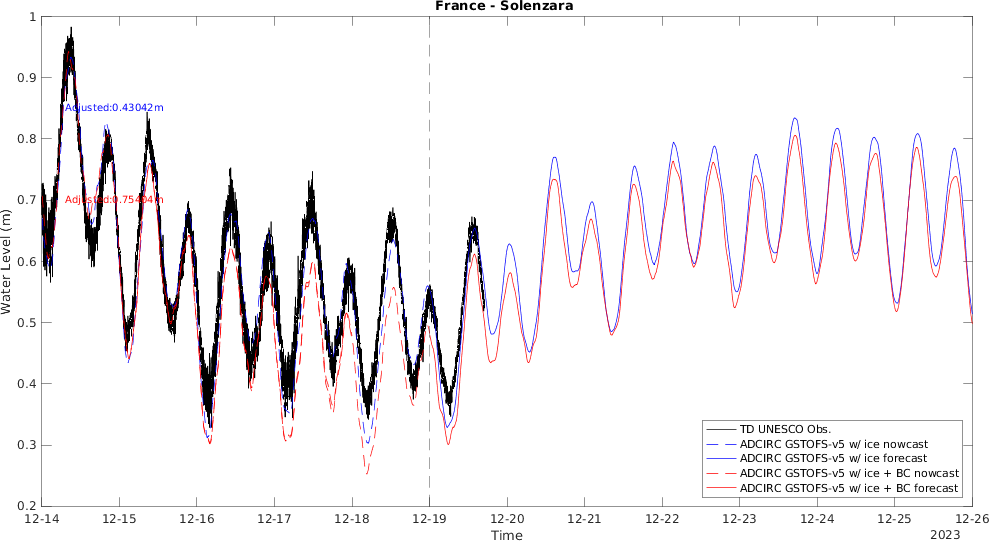 France - Solenzara
Water Level (m)
1
0.9
0.8
0.7
0.6
0.5
0.4
0.3
0.2
Adjusted:0.43042m
Adjusted:0.75494m
TD UNESCO Obs.
ADCIRC GSTOFS-v5 w/ ice nowcast
ADCIRC GSTOFS-v5 w/ ice forecast
ADCIRC GSTOFS-v5 w/ ice + BC nowcast
ADCIRC GSTOFS-v5 w/ ice + BC forecast
12-14 12-15 12-16 12-17 12-18 12-19 12-20 12-21 12-22 12-23 12-24 12-25 12-26
Time
2023